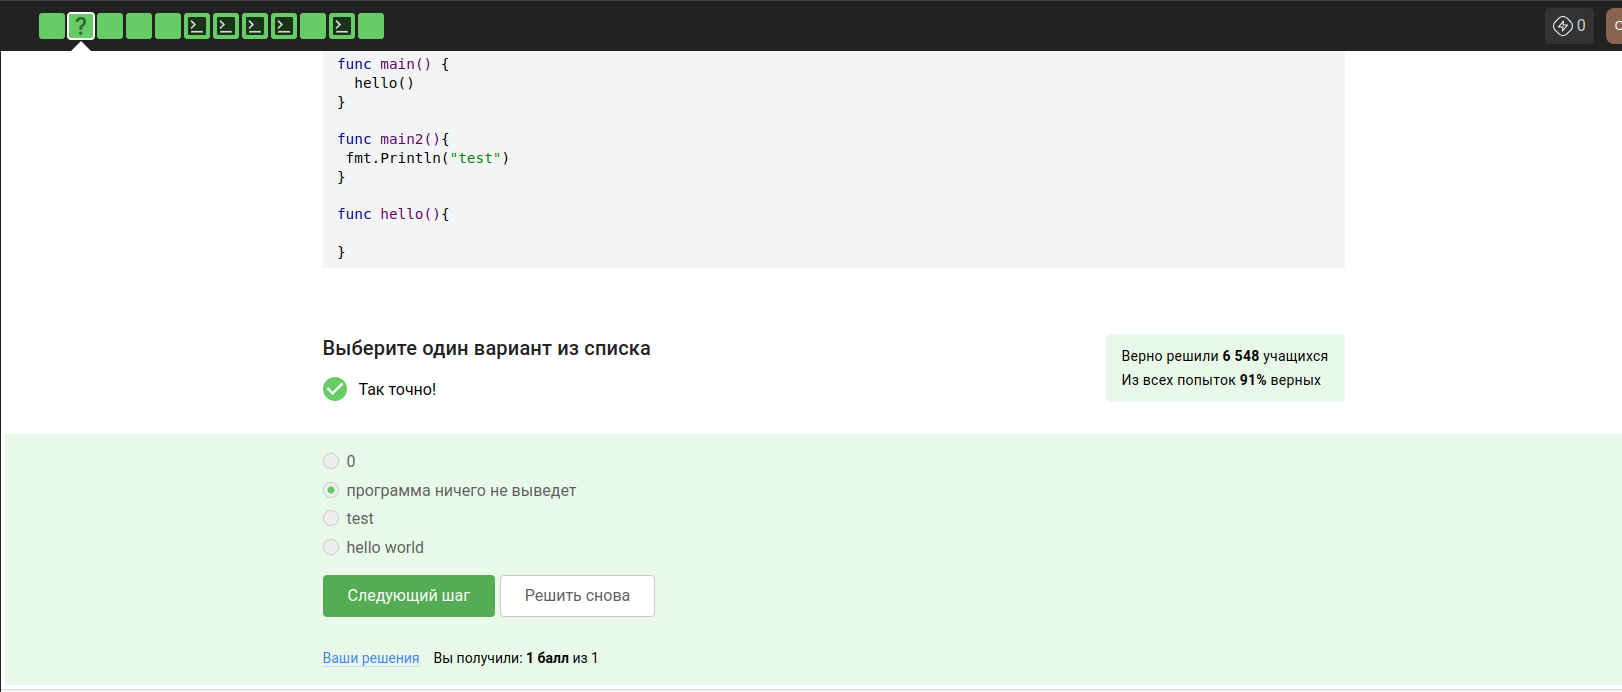 ?
0
func main() {
hello()
}
func main2(){
fmt.Println("test")
}
func hello(){
}
Выберите один вариант из списка
Так точно!
Верно решили 6 548 учащихся
Из всех попыток 91% верных
0
программа ничего не выведет
test
hello world
Следующий шаг
Решить снова
Ваши решения Вы получили: 1 балл из 1